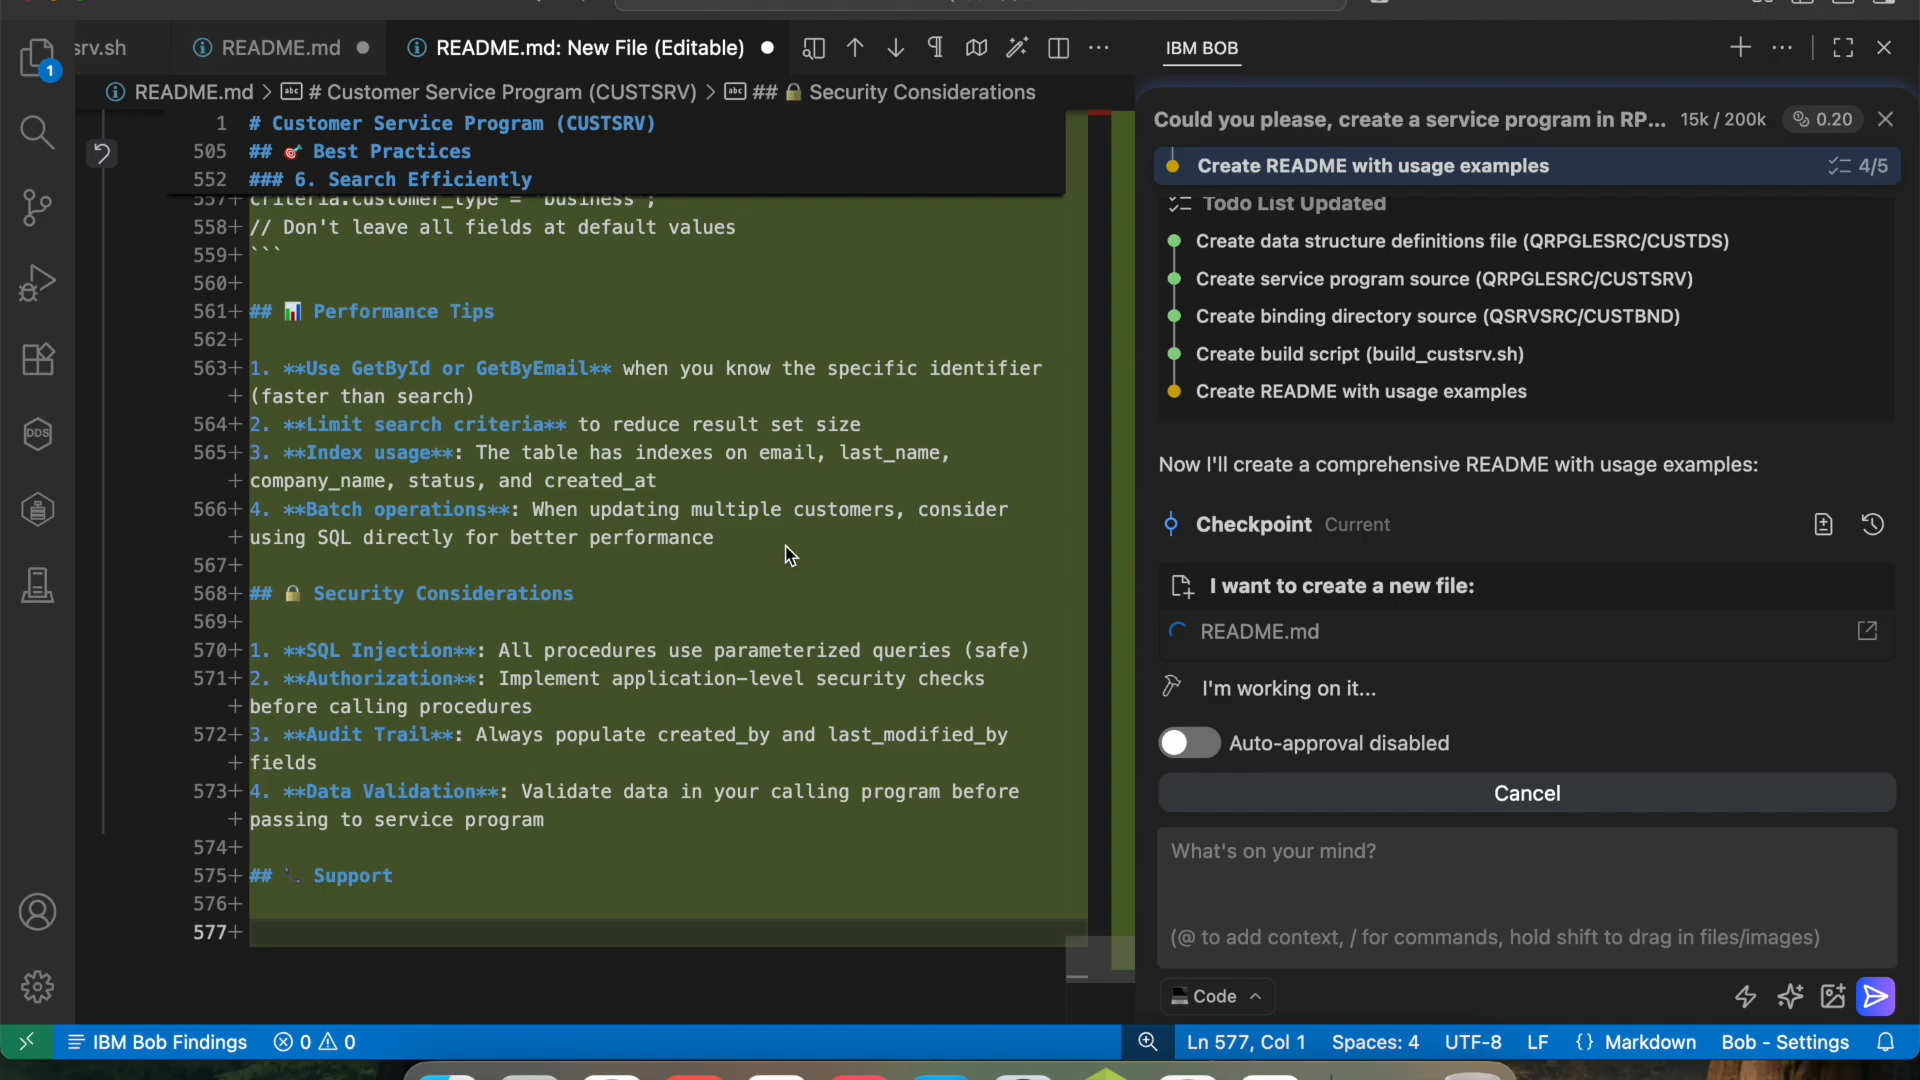 srv.sh
README.md
README.md: New File (Editable)
IBM BOB
1
README.md > # Customer Service Program (CUSTSRV) > ## 🔒 Security Considerations
Could you please, create a service program in RP... 15k / 200k 0.20
1 # Customer Service Program (CUSTSRV)
505 ## 🎯 Best Practices
552 ### 6. Search Efficiently
557+ criteria.customer_type = 'business';
558+ // Don't leave all fields at default values
559+ ```
560+
561+ ## 📊 Performance Tips
562+
563+ 1. **Use GetById or GetByEmail** when you know the specific identifier
+ (faster than search)
564+ 2. **Limit search criteria** to reduce result set size
565+ 3. **Index usage**: The table has indexes on email, last_name,
+ company_name, status, and created_at
566+ 4. **Batch operations**: When updating multiple customers, consider
+ using SQL directly for better performance
567+
568+ ## 🔒 Security Considerations
569+
570+ 1. **SQL Injection**: All procedures use parameterized queries (safe)
571+ 2. **Authorization**: Implement application-level security checks
+ before calling procedures
572+ 3. **Audit Trail**: Always populate created_by and last_modified_by
+ fields
573+ 4. **Data Validation**: Validate data in your calling program before
+ passing to service program
574+
575+ ## 📞 Support
576+
577+
Create README with usage examples 4/5
Todo List Updated
Create data structure definitions file (QRPGLESRC/CUSTDS)
Create service program source (QRPGLESRC/CUSTSRV)
Create binding directory source (QSRVSRC/CUSTBND)
Create build script (build_custsrv.sh)
Create README with usage examples
Now I'll create a comprehensive README with usage examples:
Checkpoint Current
I want to create a new file:
README.md
I'm working on it...
Auto-approval disabled
Cancel
What's on your mind?
(@ to add context, / for commands, hold shift to drag in files/images)
Code
DDS
IBM Bob Findings 0 0
Ln 577, Col 1 Spaces: 4 UTF-8 LF {} Markdown Bob - Settings